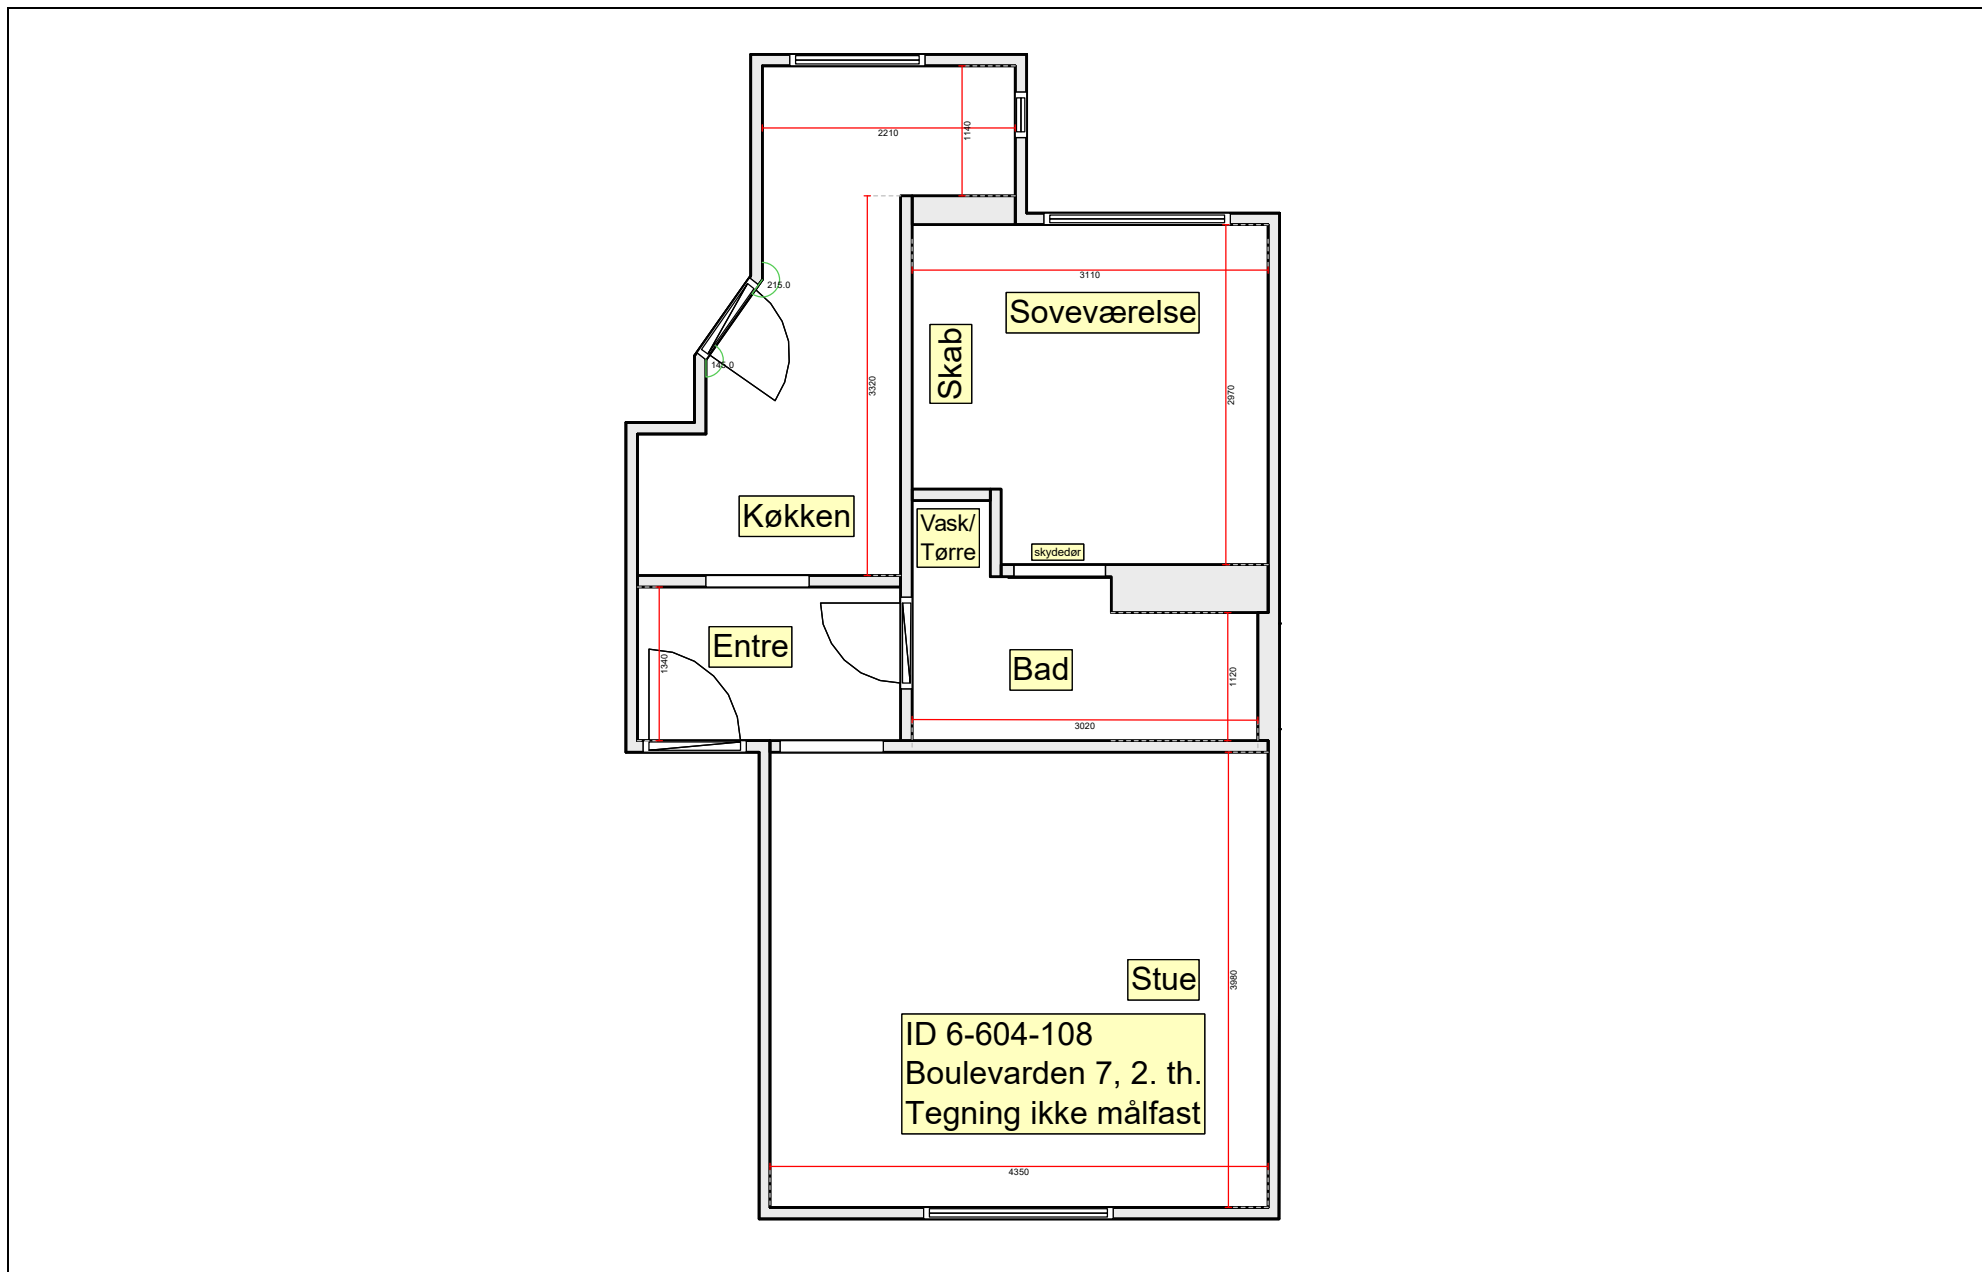 2210
1140
215.0
3110
Soveværelse
Skab
145.0
3320
2970
Køkken
Vask/
Tørre
skydedør
Entre
1340
Bad
1120
3020
Stue
3980
ID 6-604-108
Boulevarden 7, 2. th.
Tegning ikke målfast
4350